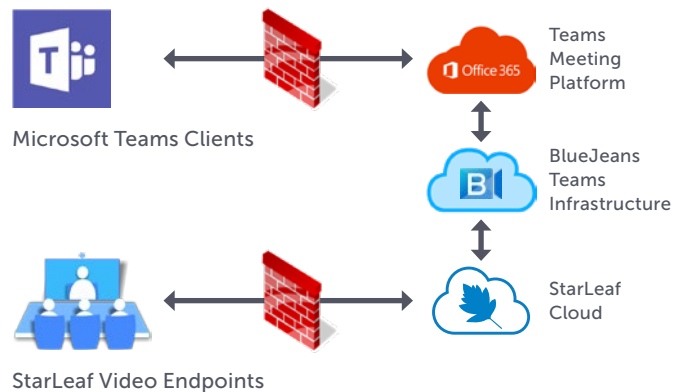 T
Office 365
Teams
Meeting
Platform
Microsoft Teams Clients
B
BlueJeans
Teams
Infrastructure
StarLeaf
Cloud
StarLeaf Video Endpoints